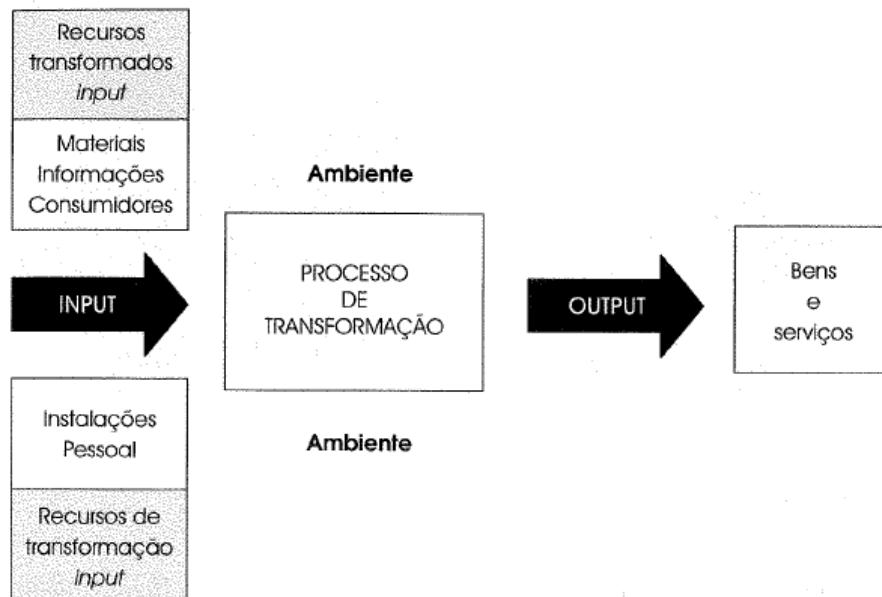 Recursos
transformados
input
Materiais
Informações
Consumidores
INPUT
Instalações
Pessoal
Recursos de
transformação
input
Ambiente
PROCESSO
DE
TRANSFORMAÇÃO
Ambiente
OUTPUT
Bens
e
serviços